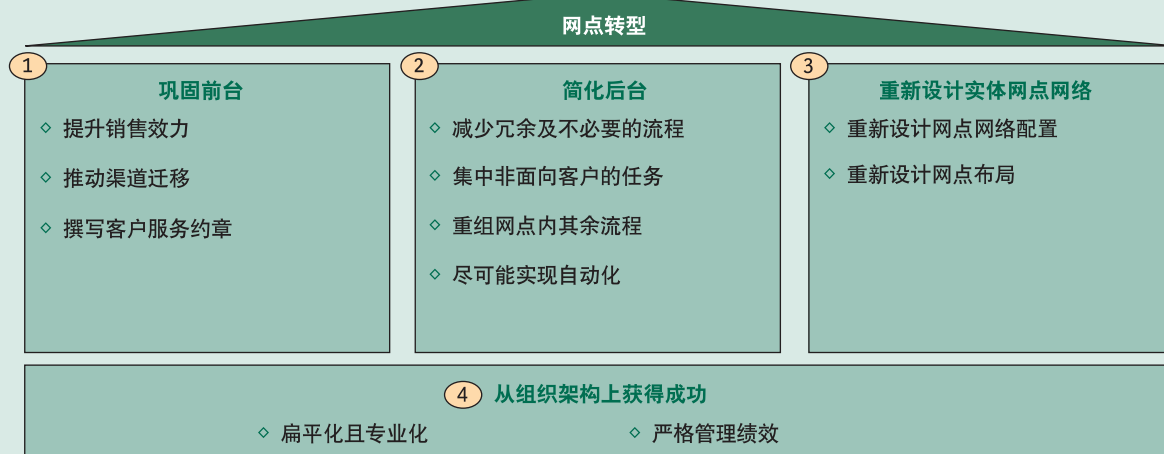 网点转型
1
巩固前台
提升销售效力
推动渠道迁移
撰写客户服务约章
2
简化后台
减少冗余及不必要的流程
集中非面向客户的任务
重组网点内其余流程
尽可能实现自动化
3
重新设计实体网点网络
重新设计网点网络配置
重新设计网点布局
4 从组织架构上获得成功
扁平化且专业化
严格管理绩效